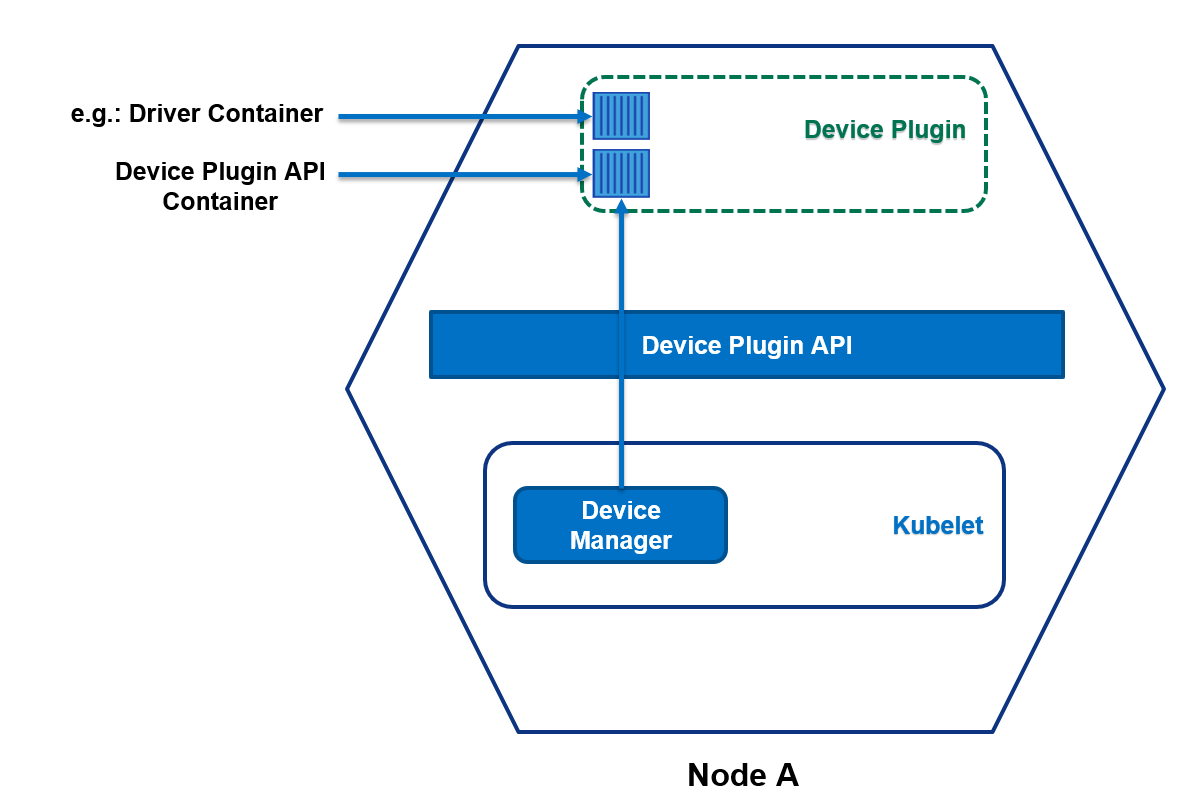 e.g.: Driver Container
Device Plugin
Device Plugin API
Container
Device Plugin API
Device
Manager
Kubelet
Node A